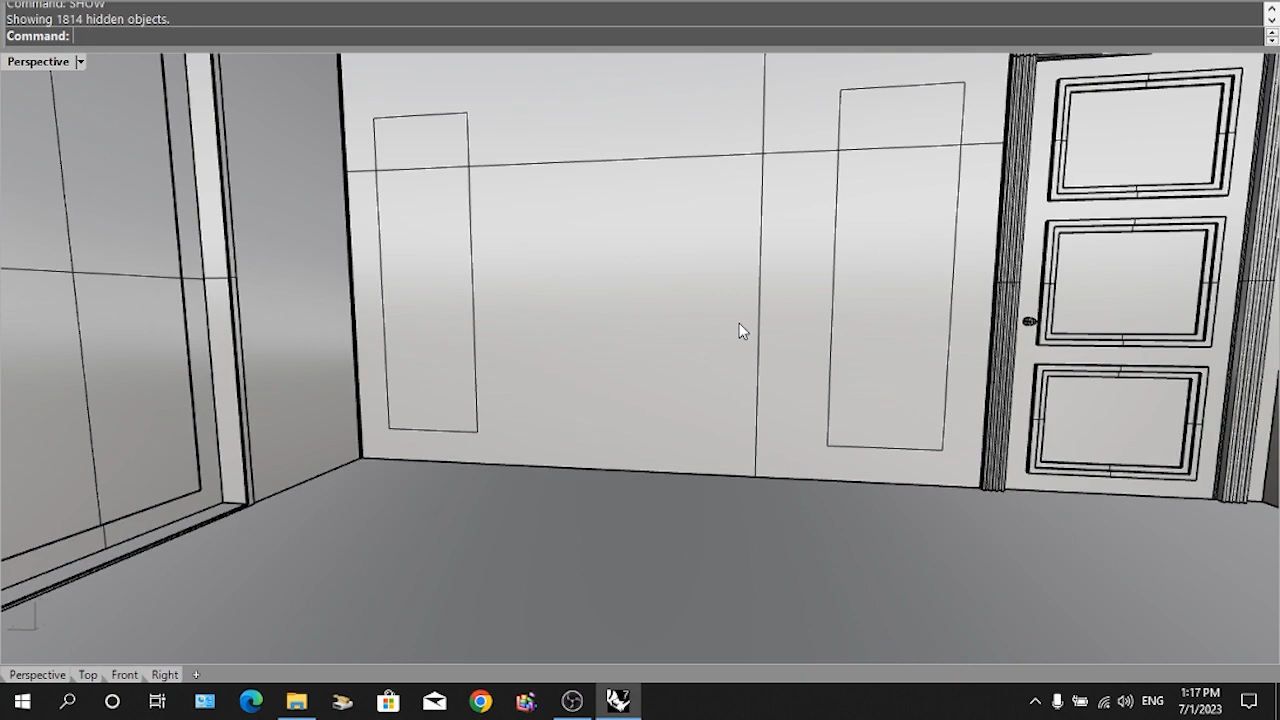 Command: SHOW
Showing 1814 hidden objects.
Command:
Perspective
Perspective Top Front Right
7
ENG
1:17 PM
7/1/2023